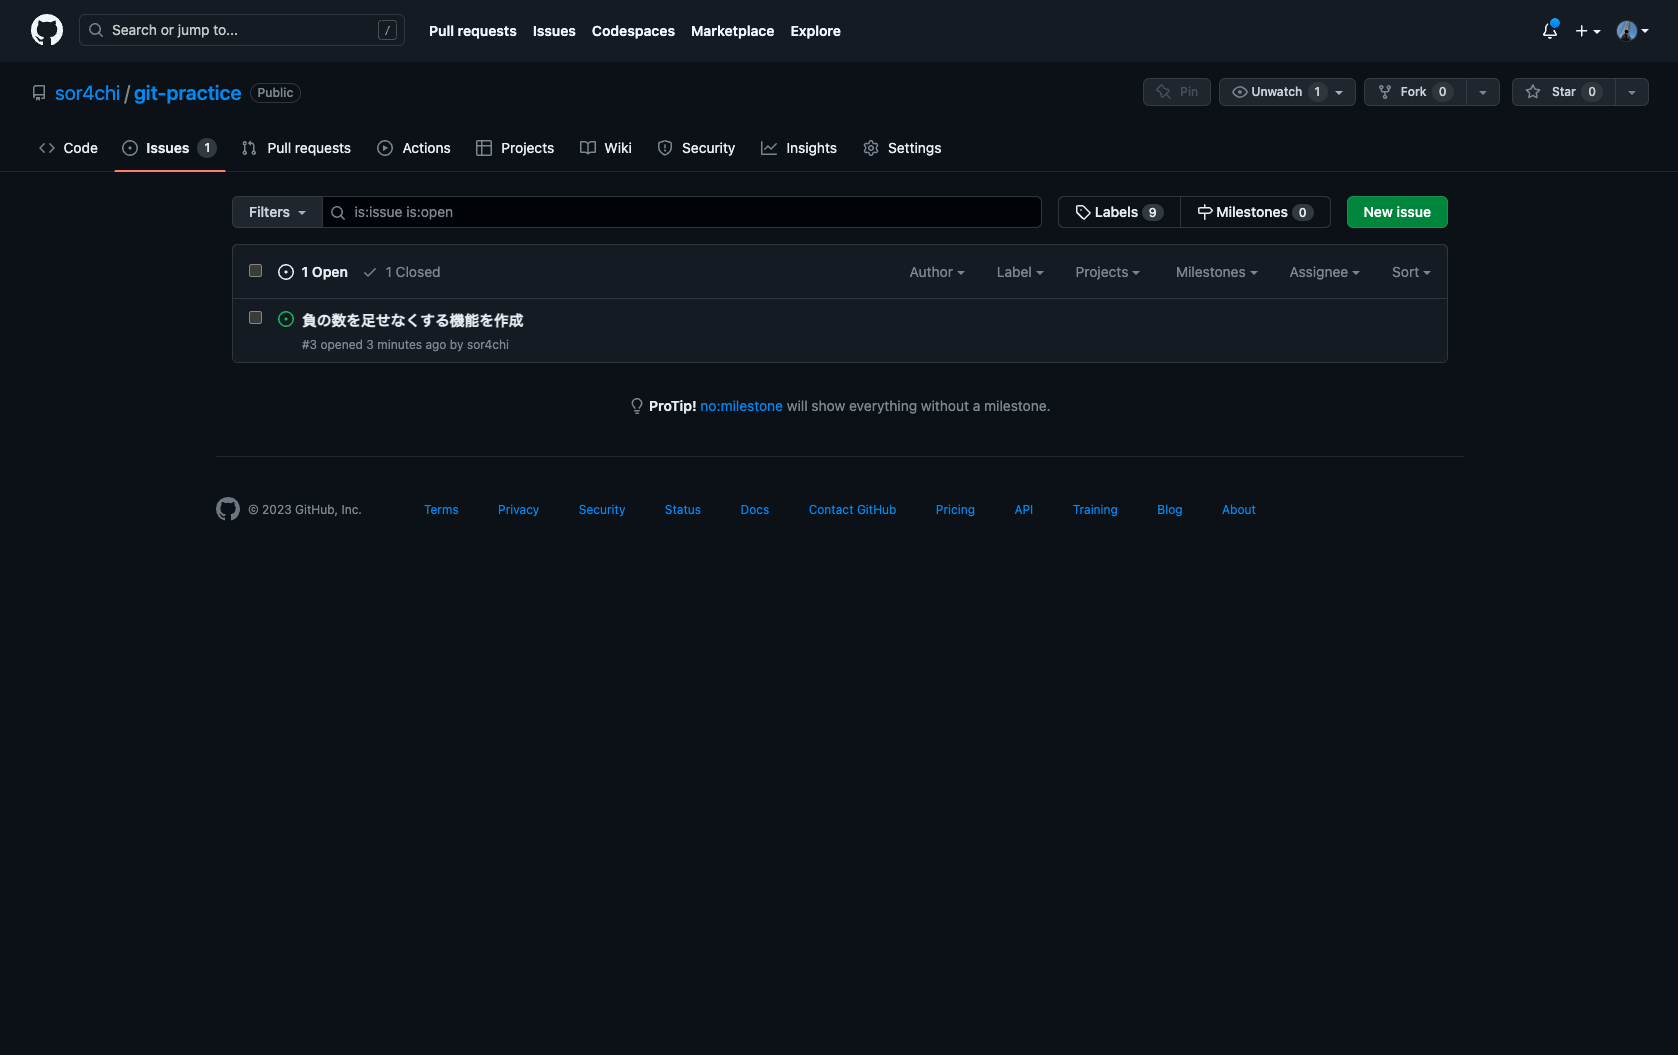 Search or jump to... / Pull requests Issues Codespaces Marketplace Explore
sor4chi / git-practice Public Pin Unwatch 1 Fork 0 Star 0
Code Issues 1 Pull requests Actions Projects Wiki Security Insights Settings
Filters is:issue is:open Labels 9 Milestones 0 New issue
1 Open 1 Closed Author Label Projects Milestones Assignee Sort
負の数を足せなくする機能を作成
#3 opened 3 minutes ago by sor4chi
ProTip! no:milestone will show everything without a milestone.
© 2023 GitHub, Inc. Terms Privacy Security Status Docs Contact GitHub Pricing API Training Blog About